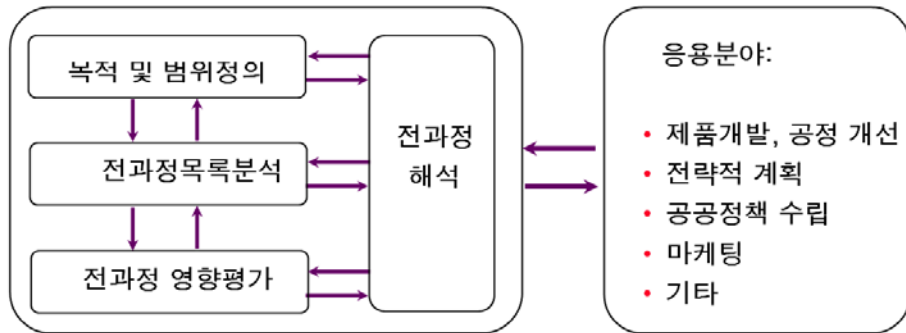 복적 및 범위정의
전과정목록분석
전과정 영향평가
전과정
해석
응용분야:
• 제품개발, 공정 개선
• 전략적 계획
• 공공정책 수립
• 마케팅
• 기타